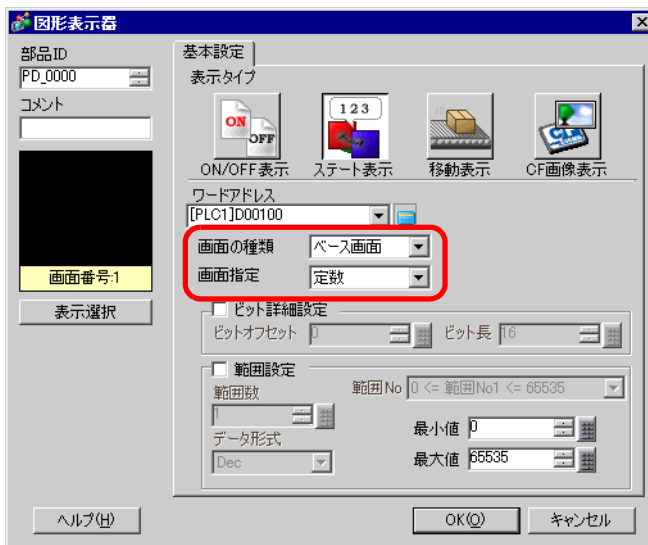 図形表示器
部品ID
PD_0000
コメント
画面番号:1
表示選択
基本設定
表示タイプ
ON
OFF
123
ON/OFF表示 ステート表示 移動表示 CF画像表示
ワードアドレス
[PLC1]D00100
画面の種類 ベース画面
画面指定 定数
ビット詳細設定
ビットオフセット 0 ビット長 16
範囲設定
範囲数 範囲No 0 <= 範囲No1 <= 65535
1
データ形式
Dec
最小値 0
最大値 65535
ヘルプ(H) OK(O) キャンセル